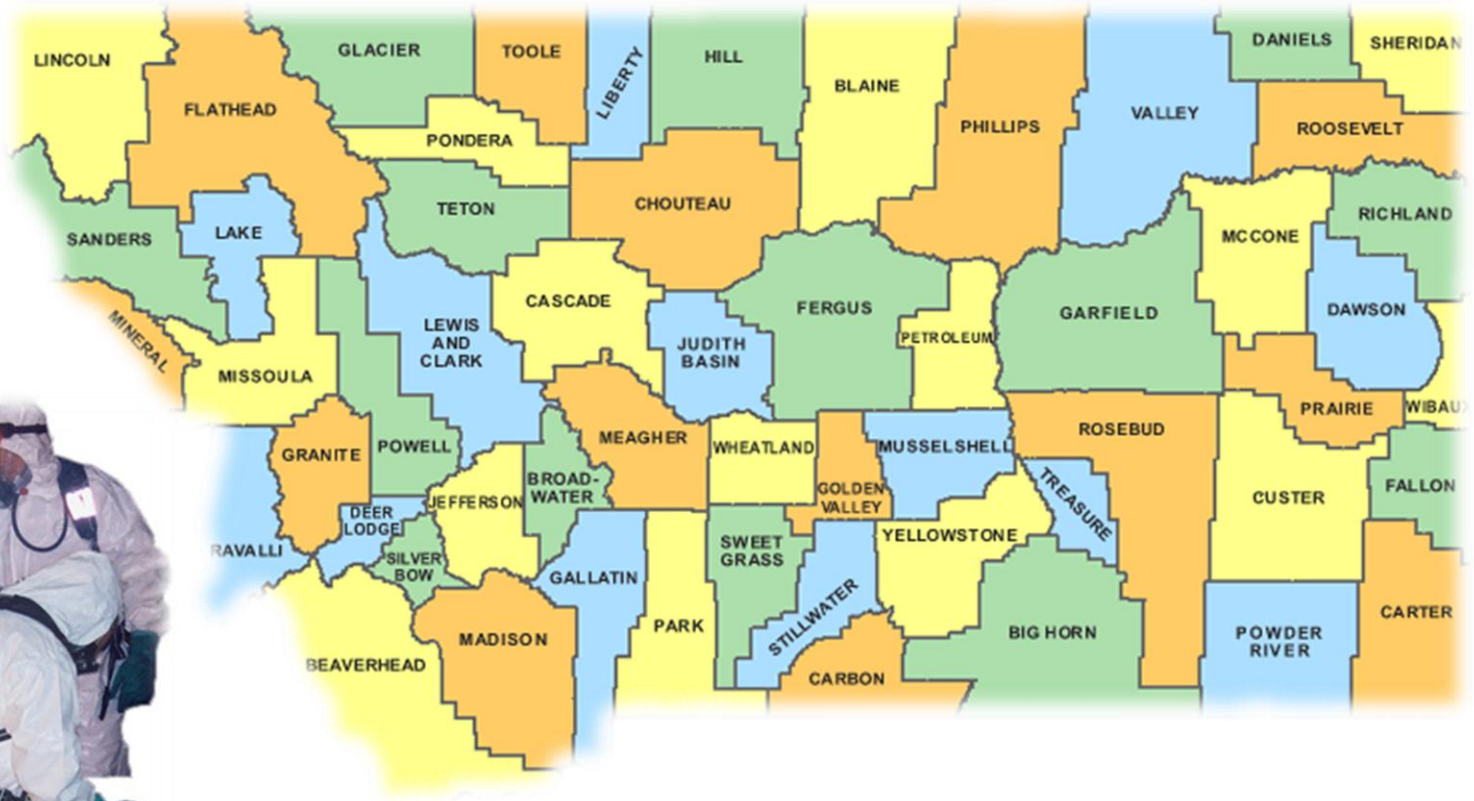 LINCOLN
FLATHEAD
GLACIER
TOOLE
LIBERTY
HILL
BLAINE
PHILLIPS
VALLEY
DANIELS
SHERIDAN
ROOSEVELT
PONDERA
TETON
CHOUTEAU
SANDERS
LAKE
MCCONE
RICHLAND
MINERAL
MISSOULA
LEWIS
AND
CLARK
CASCADE
JUDITH
BASIN
FERGUS
PETROLEUM
GARFIELD
DAWSON
PRAIRIE
WIBAUX
GRANITE
POWELL
MEAGHER
WHEATLAND
GOLDEN
VALLEY
MUSSELSHELL
ROSEBUD
TREASURE
CUSTER
FALLON
RAVALLI
DEER
LODGE
SILVER
BOW
JEFFERSON
BROAD-
WATER
GALLATIN
PARK
SWEET
GRASS
STILLWATER
YELLOWSTONE
BIG HORN
POWDER
RIVER
CARTER
BEAVERHEAD
MADISON
CARBON